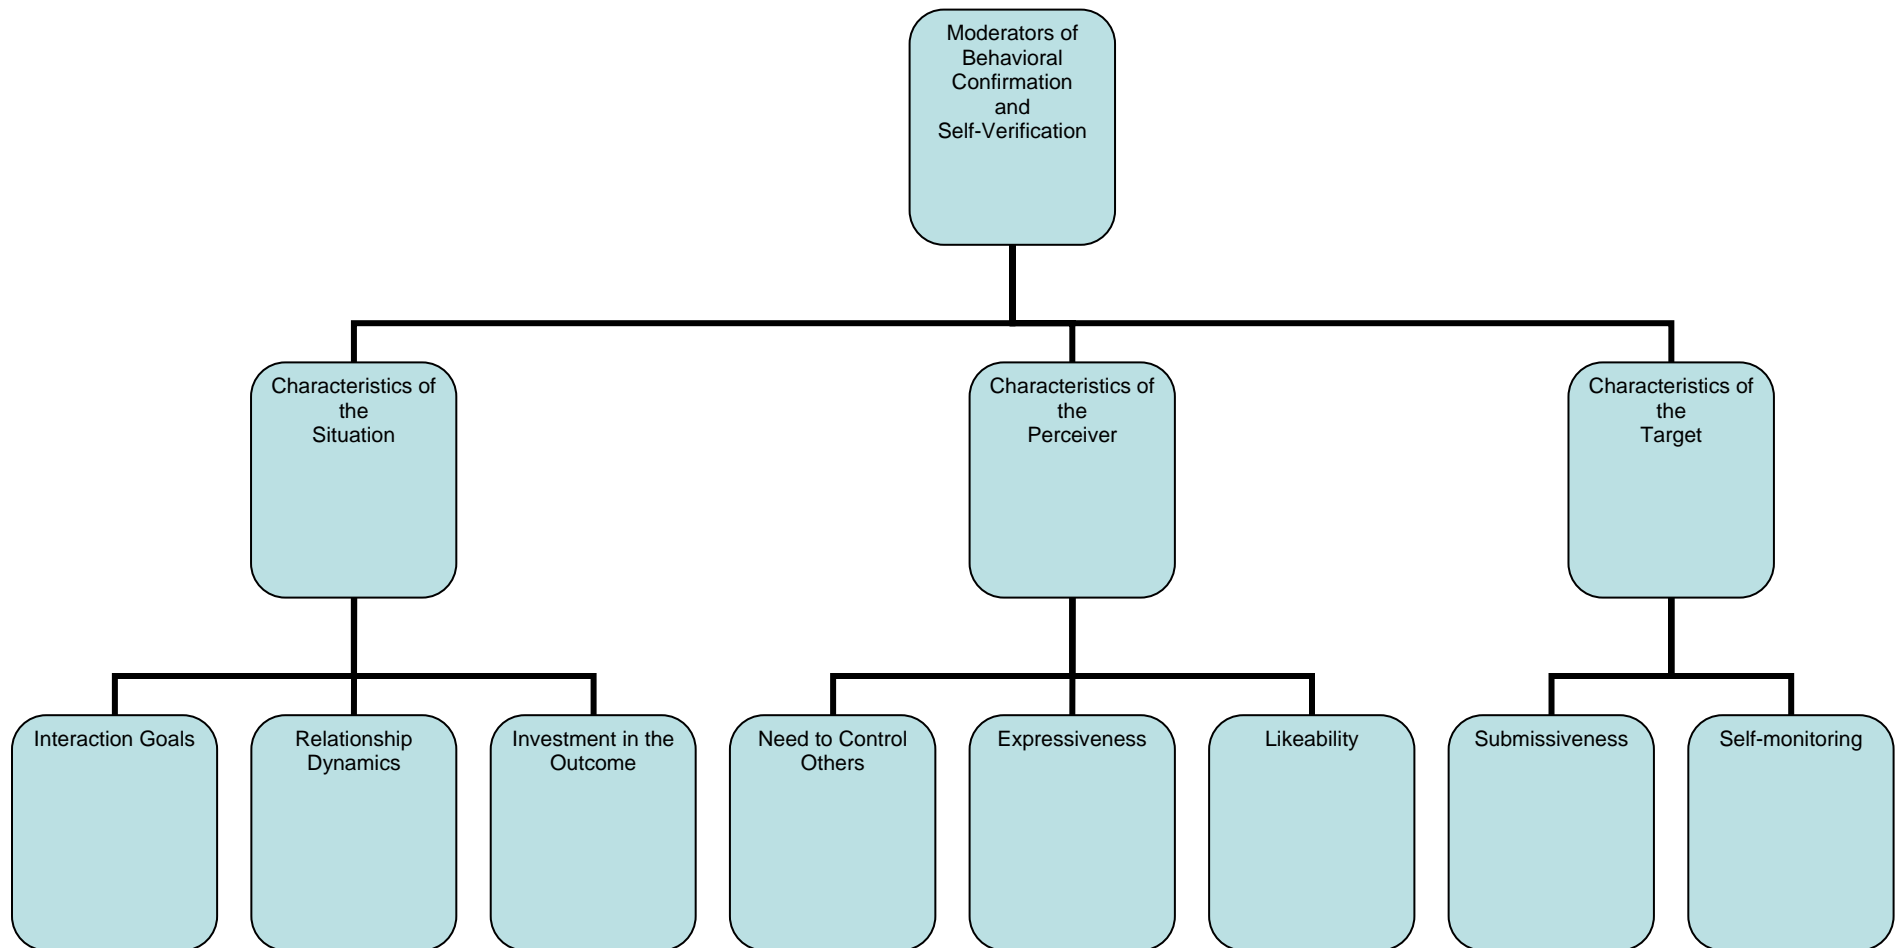 Moderators of
Behavioral
Confirmation
and
Self-Verification
Characteristics of
the
Situation
Characteristics of
the
Perceiver
Characteristics of
the
Target
Interaction Goals
Relationship
Dynamics
Investment in the
Outcome
Need to Control
Others
Expressiveness
Likeability
Submissiveness
Self-monitoring